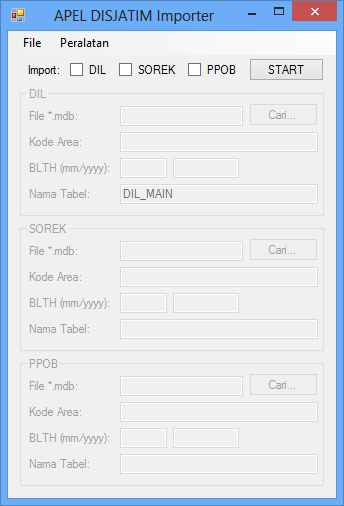 APEL DISJATIM Importer
File Peralatan
Import: DIL SOREK PPOB START
DIL
File *.mdb: Cari...
Kode Area:
BLTH (mm/yyyy):
Nama Tabel: DIL_MAIN
SOREK
File *.mdb: Cari...
Kode Area:
BLTH (mm/yyyy):
Nama Tabel:
PPOB
File *.mdb: Cari...
Kode Area:
BLTH (mm/yyyy):
Nama Tabel: